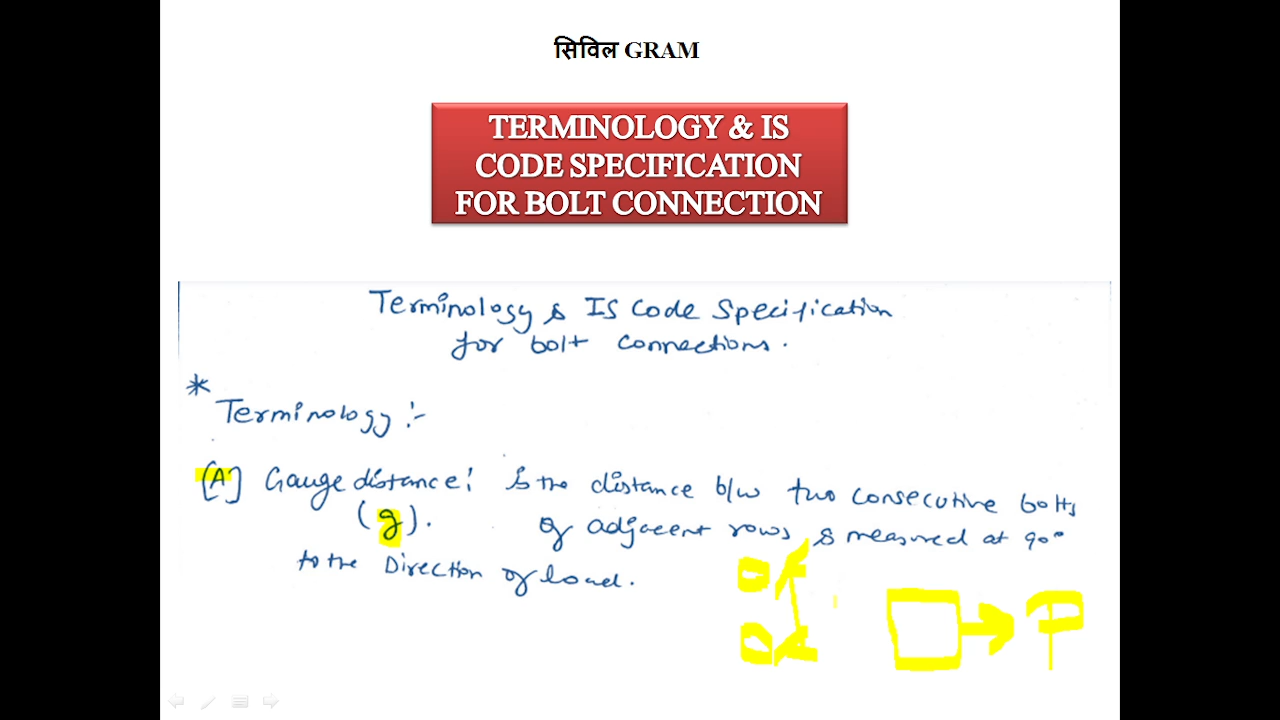 सिविल GRAM
TERMINOLOGY & IS
CODE SPECIFICATION
FOR BOLT CONNECTION
Terminology & IS Code Specification
for bolt connections.
*
Terminology :-
[A] Gauge distance: Is the distance b/w two consecutive bolts
(g). of adjacent rows & measured at 90°
to the Direction of load.
P